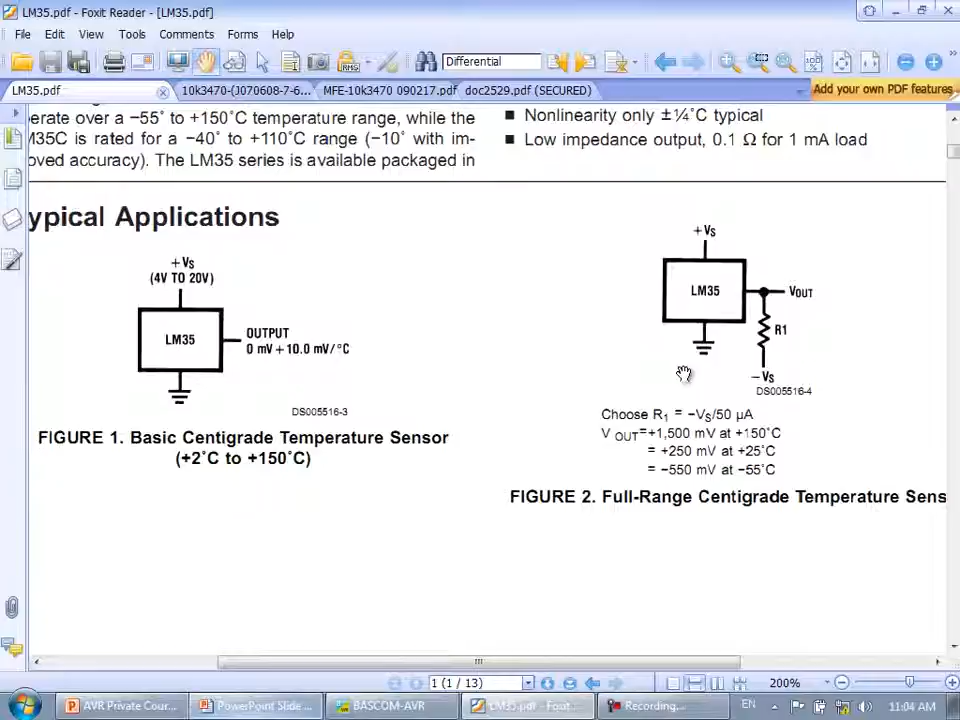 LM35.pdf - Foxit Reader - [LM35.pdf]
File Edit View Tools Comments Forms Help
Differential
LM35.pdf 10k3470-(J070608-7-6... MFE-10k3470 090217.pdf doc2529.pdf (SECURED) Add your own PDF features
erate over a −55˚ to +150˚C temperature range, while the
M35C is rated for a −40˚ to +110˚C range (−10˚ with im-
oved accuracy). The LM35 series is available packaged in
■ Nonlinearity only ±¼˚C typical
■ Low impedance output, 0.1 Ω for 1 mA load
ypical Applications
+VS
(4V TO 20V)
LM35
OUTPUT
0 mV+10.0 mV/°C
DS005516-3
FIGURE 1. Basic Centigrade Temperature Sensor
(+2˚C to +150˚C)
+VS
LM35
VOUT
R1
−VS
DS005516-4
Choose R1 = −VS/50 µA
V OUT=+1,500 mV at +150˚C
= +250 mV at +25˚C
= −550 mV at −55˚C
FIGURE 2. Full-Range Centigrade Temperature Sens
1 (1 / 13) 200%
AVR Private Cour... PowerPoint Slide ... BASCOM-AVR LM35.pdf - Foxit... Recording... EN 11:04 AM